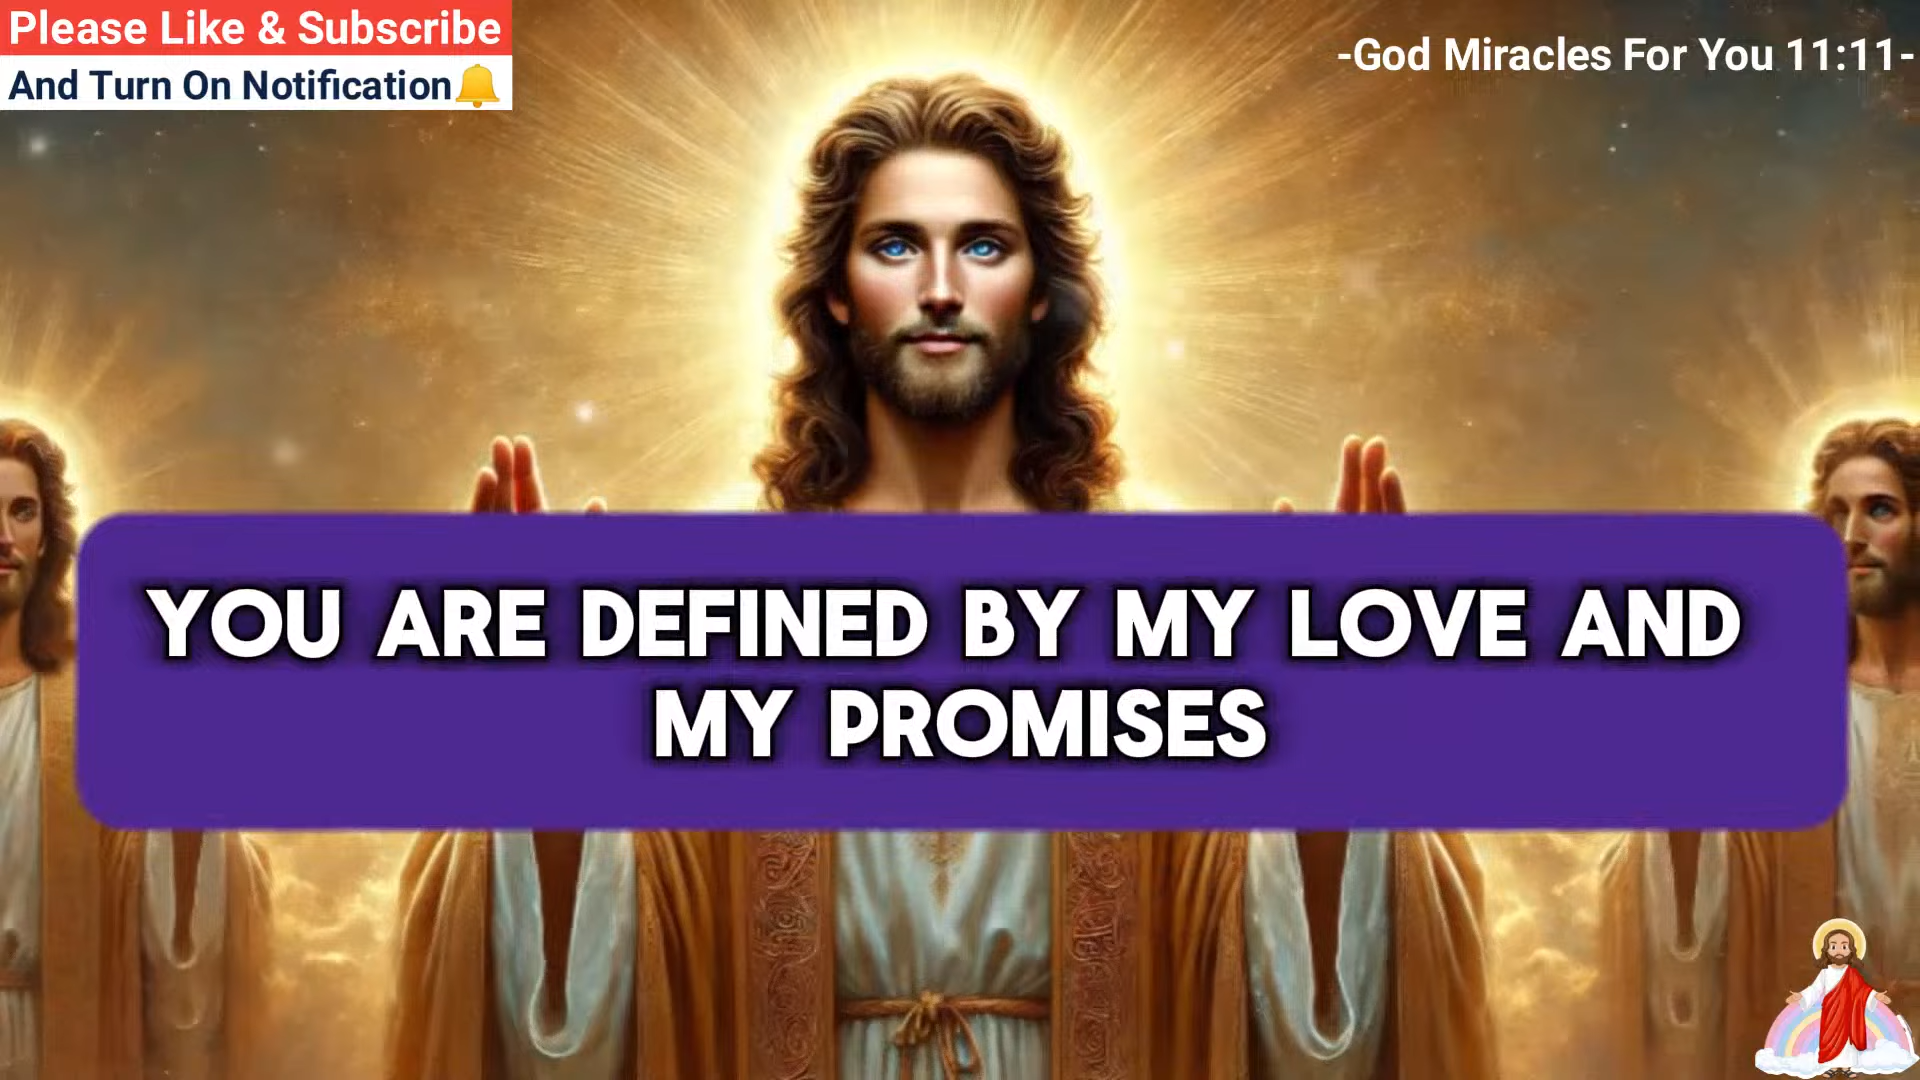 Please Like & Subscribe
And Turn On Notification🔔
-God Miracles For You 11:11-
YOU ARE DEFINED BY MY LOVE AND
MY PROMISES